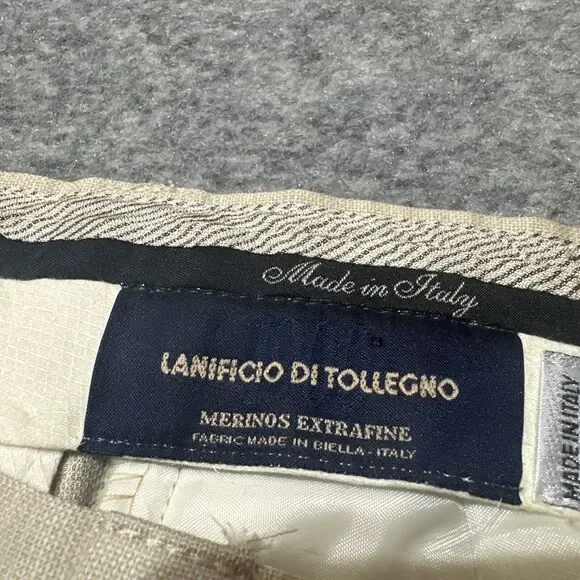 Made in Italy
LANIFICIO DI TOLLEGNO
MERINOS EXTRAFINE
FABRIC MADE IN BIELLA - ITALY
MADE IN ITALY